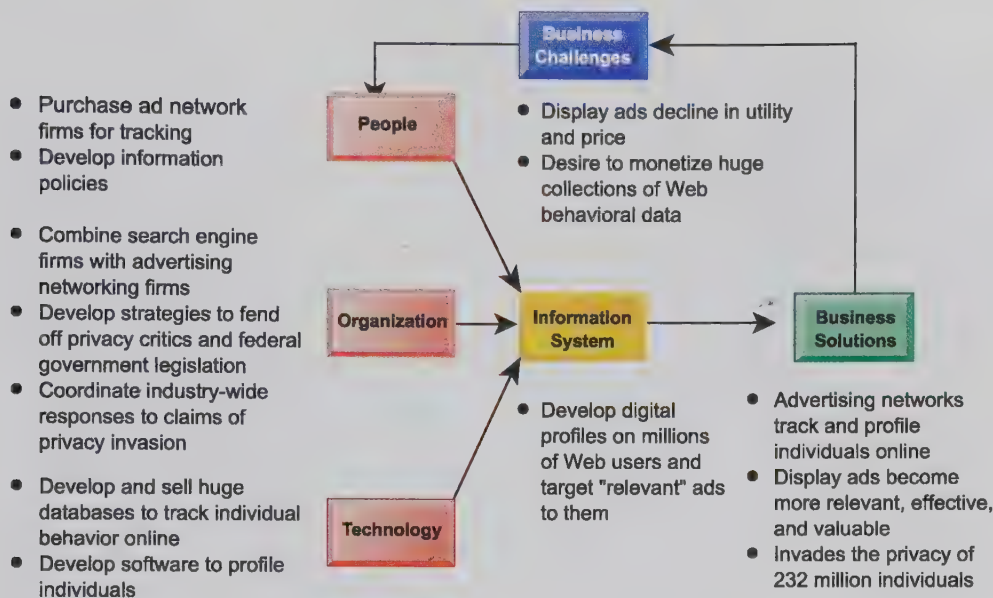 Business
Challenges
• Display ads decline in utility
and price
• Desire to monetize huge
collections of Web
behavioral data
People
• Purchase ad network
firms for tracking
• Develop information
policies
Organization
• Combine search engine
firms with advertising
networking firms
• Develop strategies to fend
off privacy critics and federal
government legislation
• Coordinate industry-wide
responses to claims of
privacy invasion
Technology
• Develop and sell huge
databases to track individual
behavior online
• Develop software to profile
individuals
Information
System
• Develop digital
profiles on millions
of Web users and
target "relevant" ads
to them
Business
Solutions
• Advertising networks
track and profile
individuals online
• Display ads become
more relevant, effective,
and valuable
• Invades the privacy of
232 million individuals